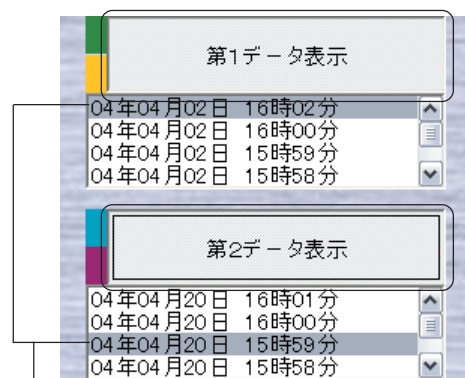 第1データ表示
04年04月02日 16時02分
04年04月02日 16時00分
04年04月02日 15時59分
04年04月02日 15時58分
第2データ表示
04年04月20日 16時01分
04年04月20日 16時00分
04年04月20日 15時59分
04年04月20日 15時58分